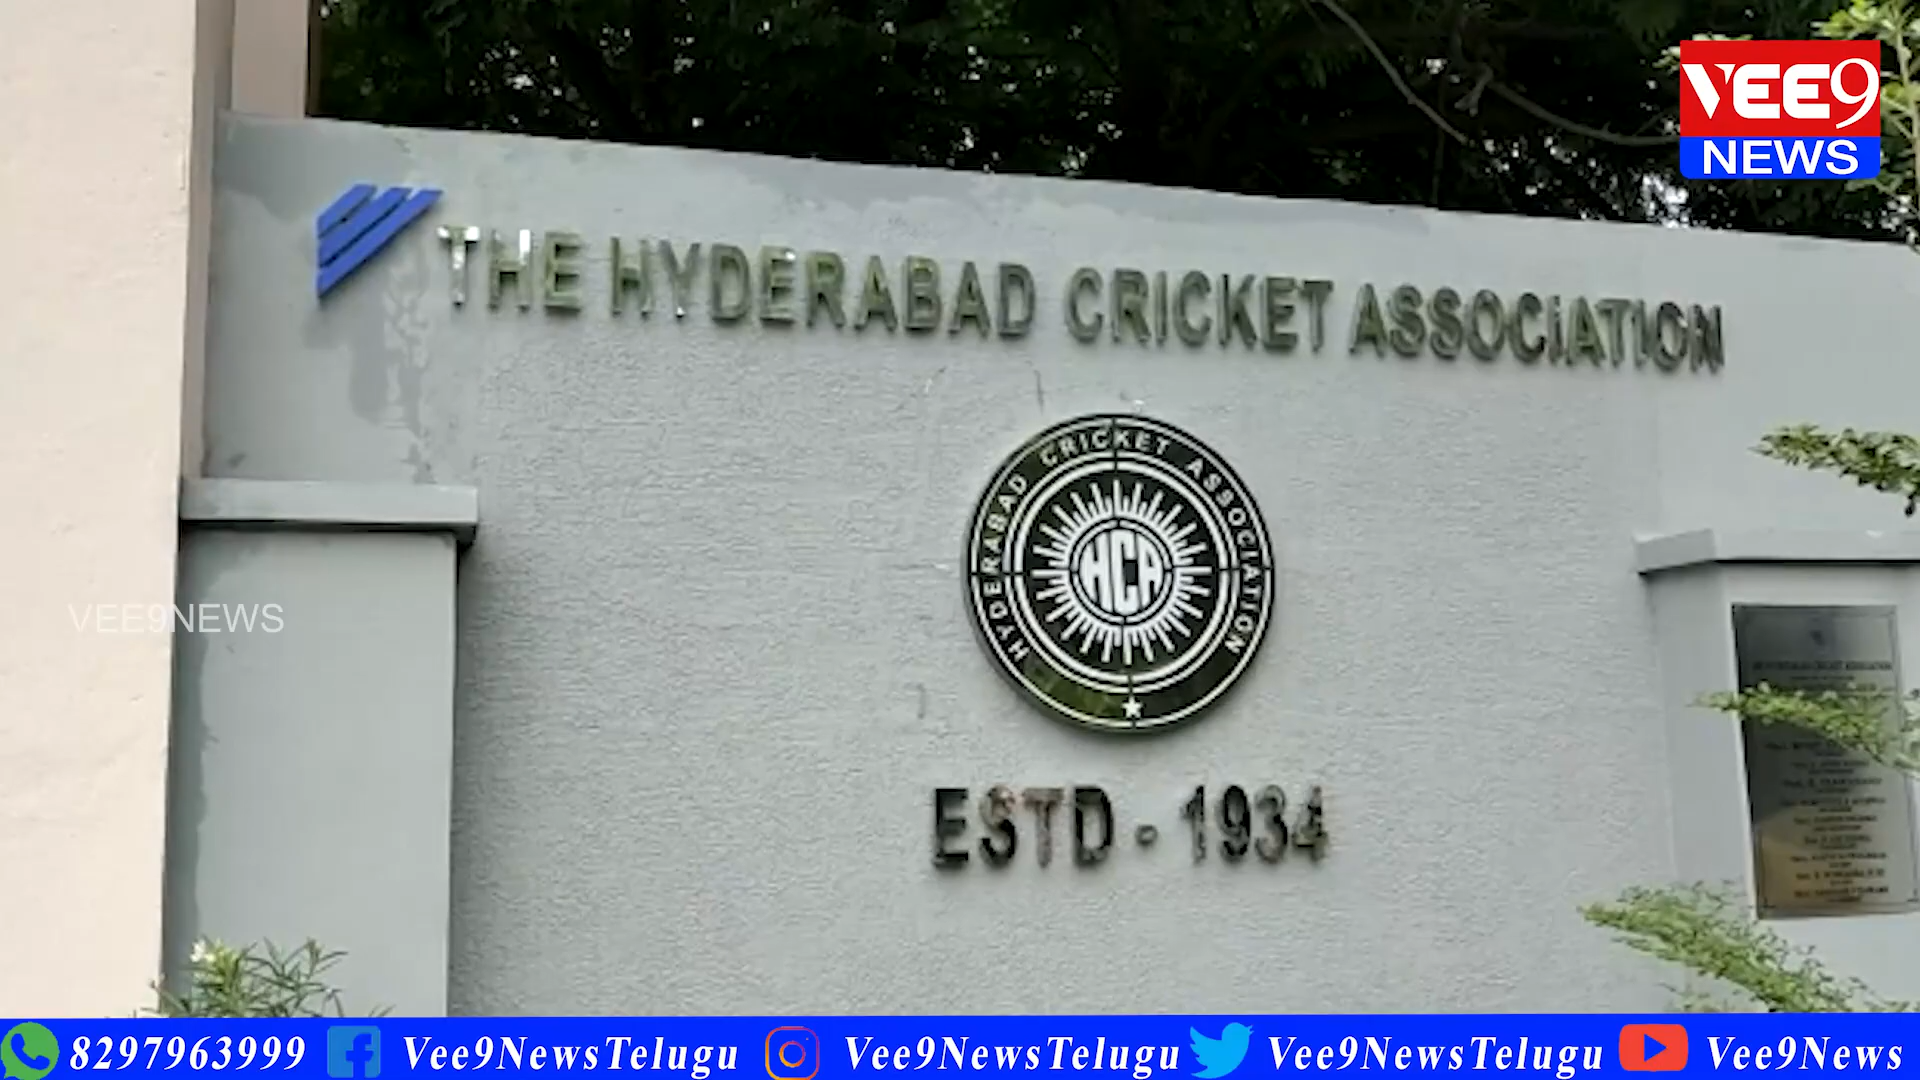 VEE9
NEWS
THE HYDERABAD CRICKET ASSOCIATION
HYDERABAD CRICKET ASSOCIATION
HCA
ESTD - 1934
VEE9NEWS
8297963999 Vee9NewsTelugu Vee9NewsTelugu Vee9NewsTelugu Vee9News